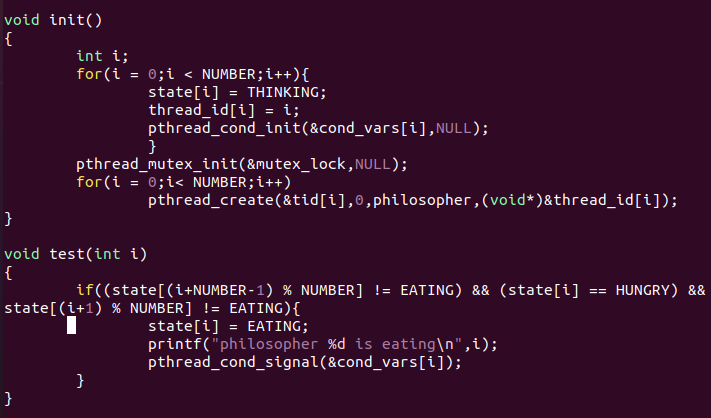 void init()
{
        int i;
        for(i = 0;i < NUMBER;i++){
                state[i] = THINKING;
                thread_id[i] = i;
                pthread_cond_init(&cond_vars[i],NULL);
                }
        pthread_mutex_init(&mutex_lock,NULL);
        for(i = 0;i< NUMBER;i++)
                pthread_create(&tid[i],0,philosopher,(void*)&thread_id[i]);
}

void test(int i)
{
        if((state[(i+NUMBER-1) % NUMBER] != EATING) && (state[i] == HUNGRY) &&
state[(i+1) % NUMBER] != EATING){
                state[i] = EATING;
                printf("philosopher %d is eating\n",i);
                pthread_cond_signal(&cond_vars[i]);
        }
}